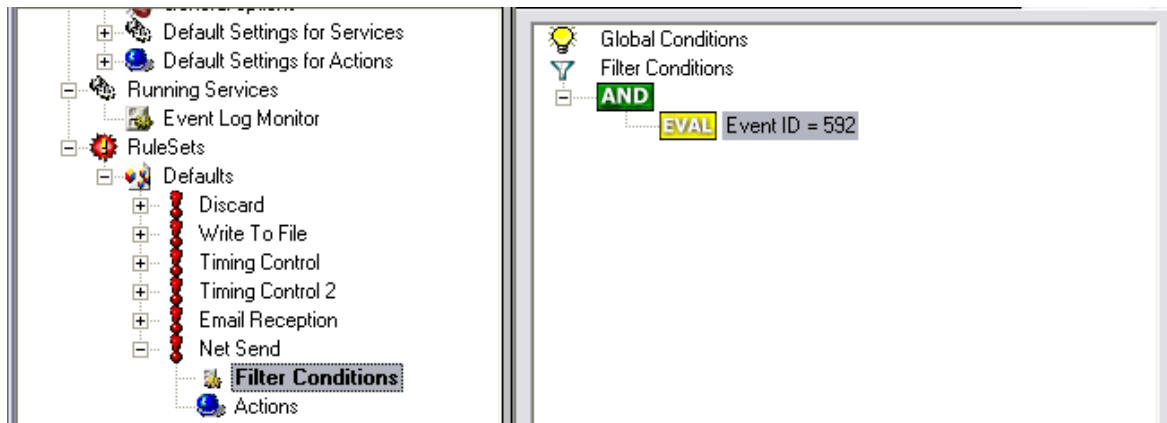 General Options
Default Settings for Services
Default Settings for Actions
Running Services
Event Log Monitor
RuleSets
Defaults
Discard
Write To File
Timing Control
Timing Control 2
Email Reception
Net Send
Filter Conditions
Actions
Global Conditions
Filter Conditions
AND
EVAL Event ID = 592